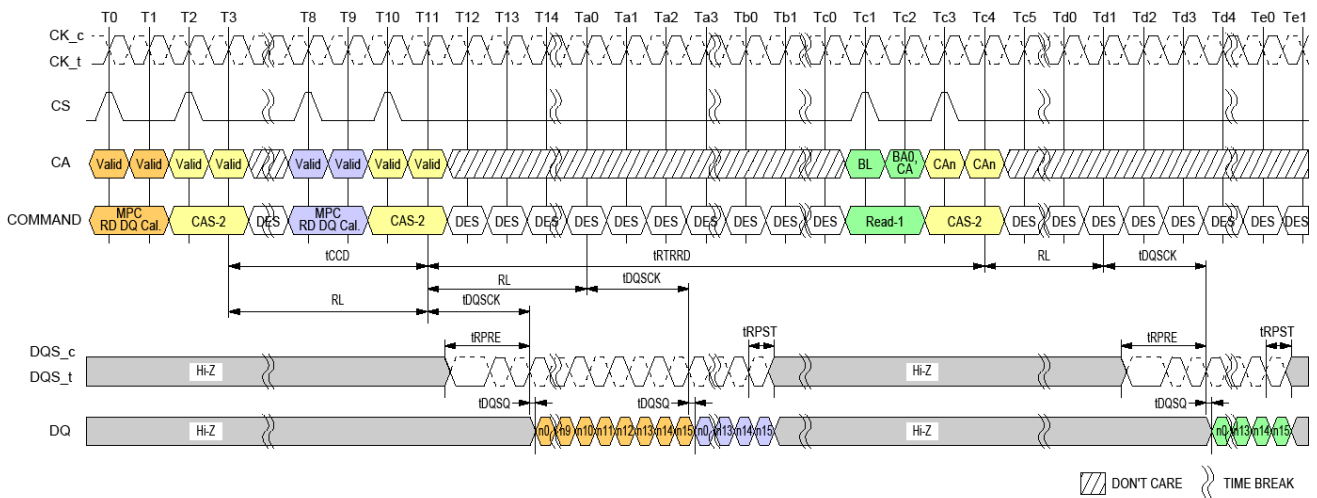 T0 T1 T2 T3 T8 T9 T10 T11 T12 T13 T14 Ta0 Ta1 Ta2 Ta3 Tb0 Tb1 Tc0 Tc1 Tc2 Tc3 Tc4 Tc5 Td0 Td1 Td2 Td3 Td4 Te0 Te1
CK_c
CK_t
CS
CA Valid Valid Valid Valid Valid Valid Valid Valid BL BA0, CA CAn CAn
COMMAND MPC RD DQ Cal. CAS-2 DES MPC RD DQ Cal. CAS-2 DES DES DES DES DES DES DES DES DES DES Read-1 CAS-2 DES DES DES DES DES DES DES DES
tCCD tRTRRD RL tDQSCK
RL tDQSCK
RL tDQSCK
tRPRE tRPST tRPRE tRPST
DQS_c
DQS_t Hi-Z Hi-Z
tDQSQ tDQSQ tDQSQ
DQ Hi-Z n0 n9 n10 n11 n12 n13 n14 n15 n0 n13 n14 n15 Hi-Z n0 n13 n14 n15
DON'T CARE TIME BREAK